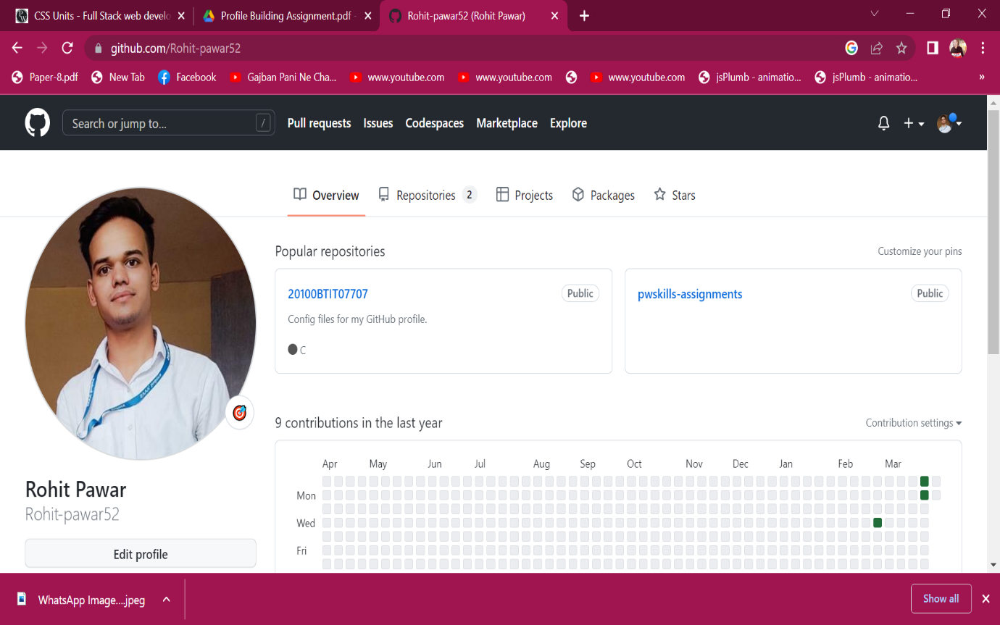 CSS Units - Full Stack web develo
Profile Building Assignment.pdf -
Rohit-pawar52 (Rohit Pawar)
github.com/Rohit-pawar52
Paper-8.pdf
New Tab
Facebook
Gajban Pani Ne Cha...
www.youtube.com
www.youtube.com
www.youtube.com
jsPlumb - animatio...
jsPlumb - animatio...
»
Search or jump to... /
Pull requests
Issues
Codespaces
Marketplace
Explore
Overview
Repositories 2
Projects
Packages
Stars
Popular repositories
Customize your pins
20100BTIT07707
Public
Config files for my GitHub profile.
C
pwskills-assignments
Public
9 contributions in the last year
Contribution settings
Apr May Jun Jul Aug Sep Oct Nov Dec Jan Feb Mar
Mon
Wed
Fri
Rohit Pawar
Rohit-pawar52
Edit profile
WhatsApp Image....jpeg
Show all